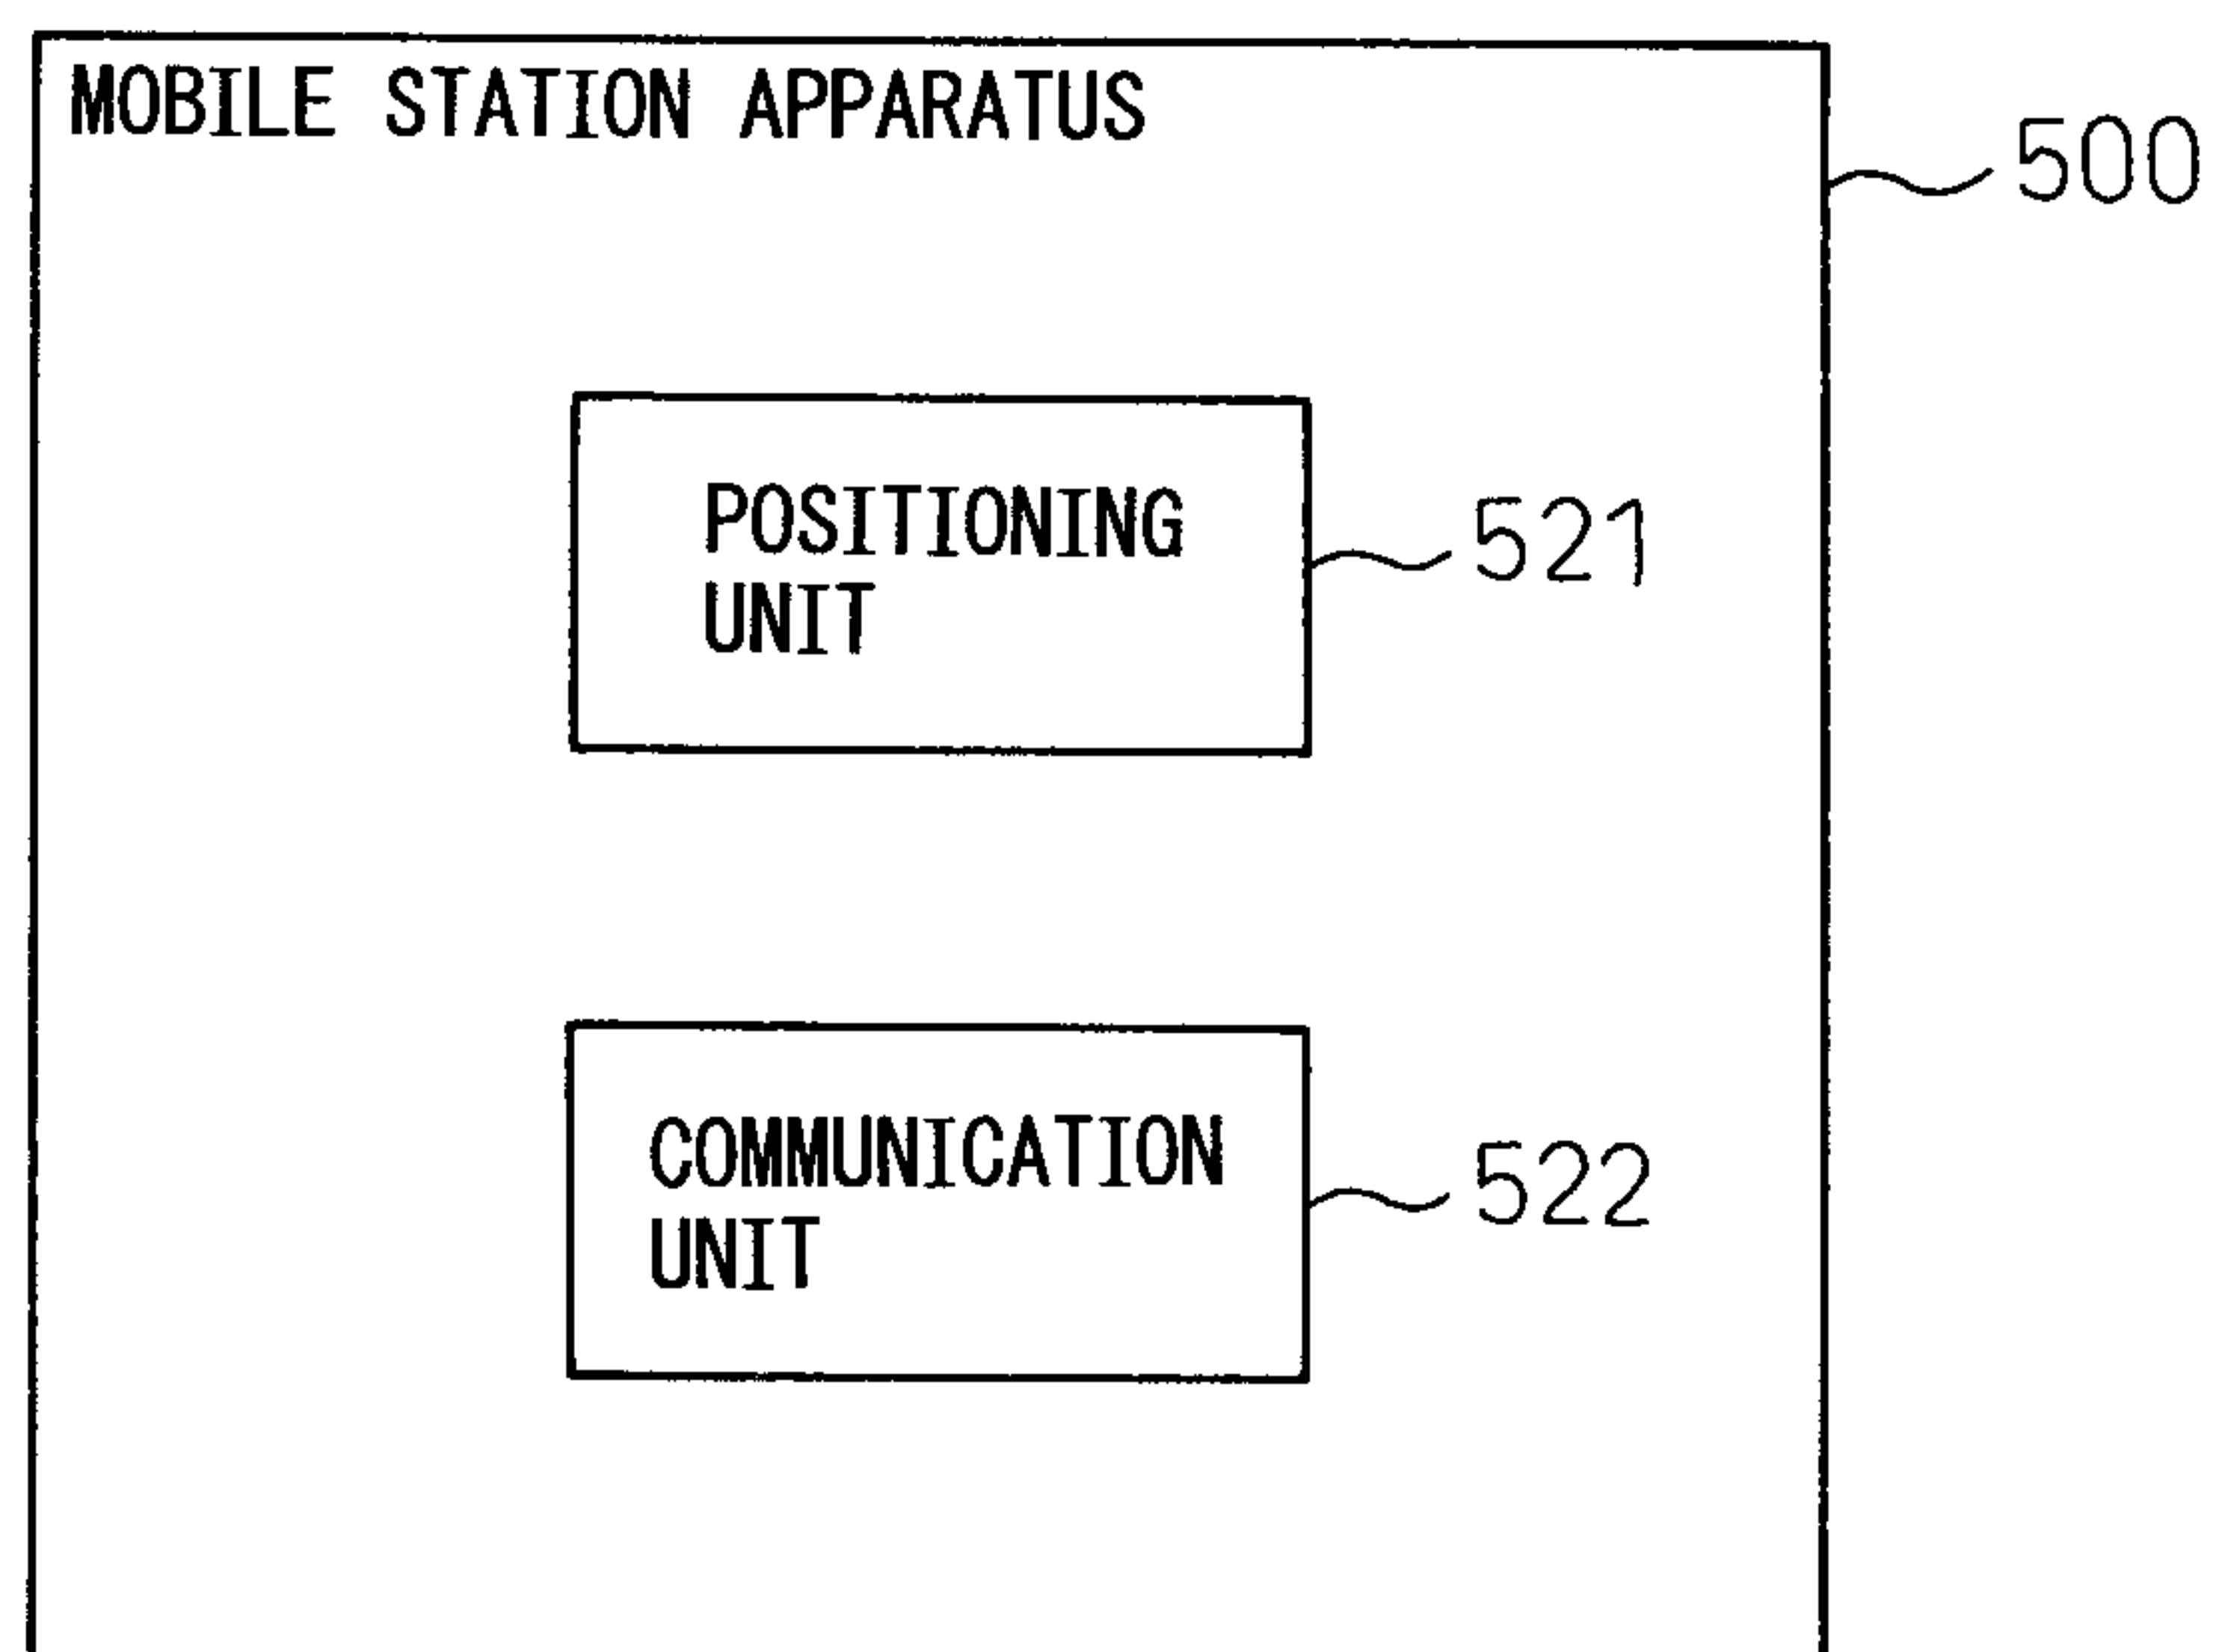 MOBILE STATION APPARATUS
500
POSITIONING
UNIT
521
COMMUNICATION
UNIT
522